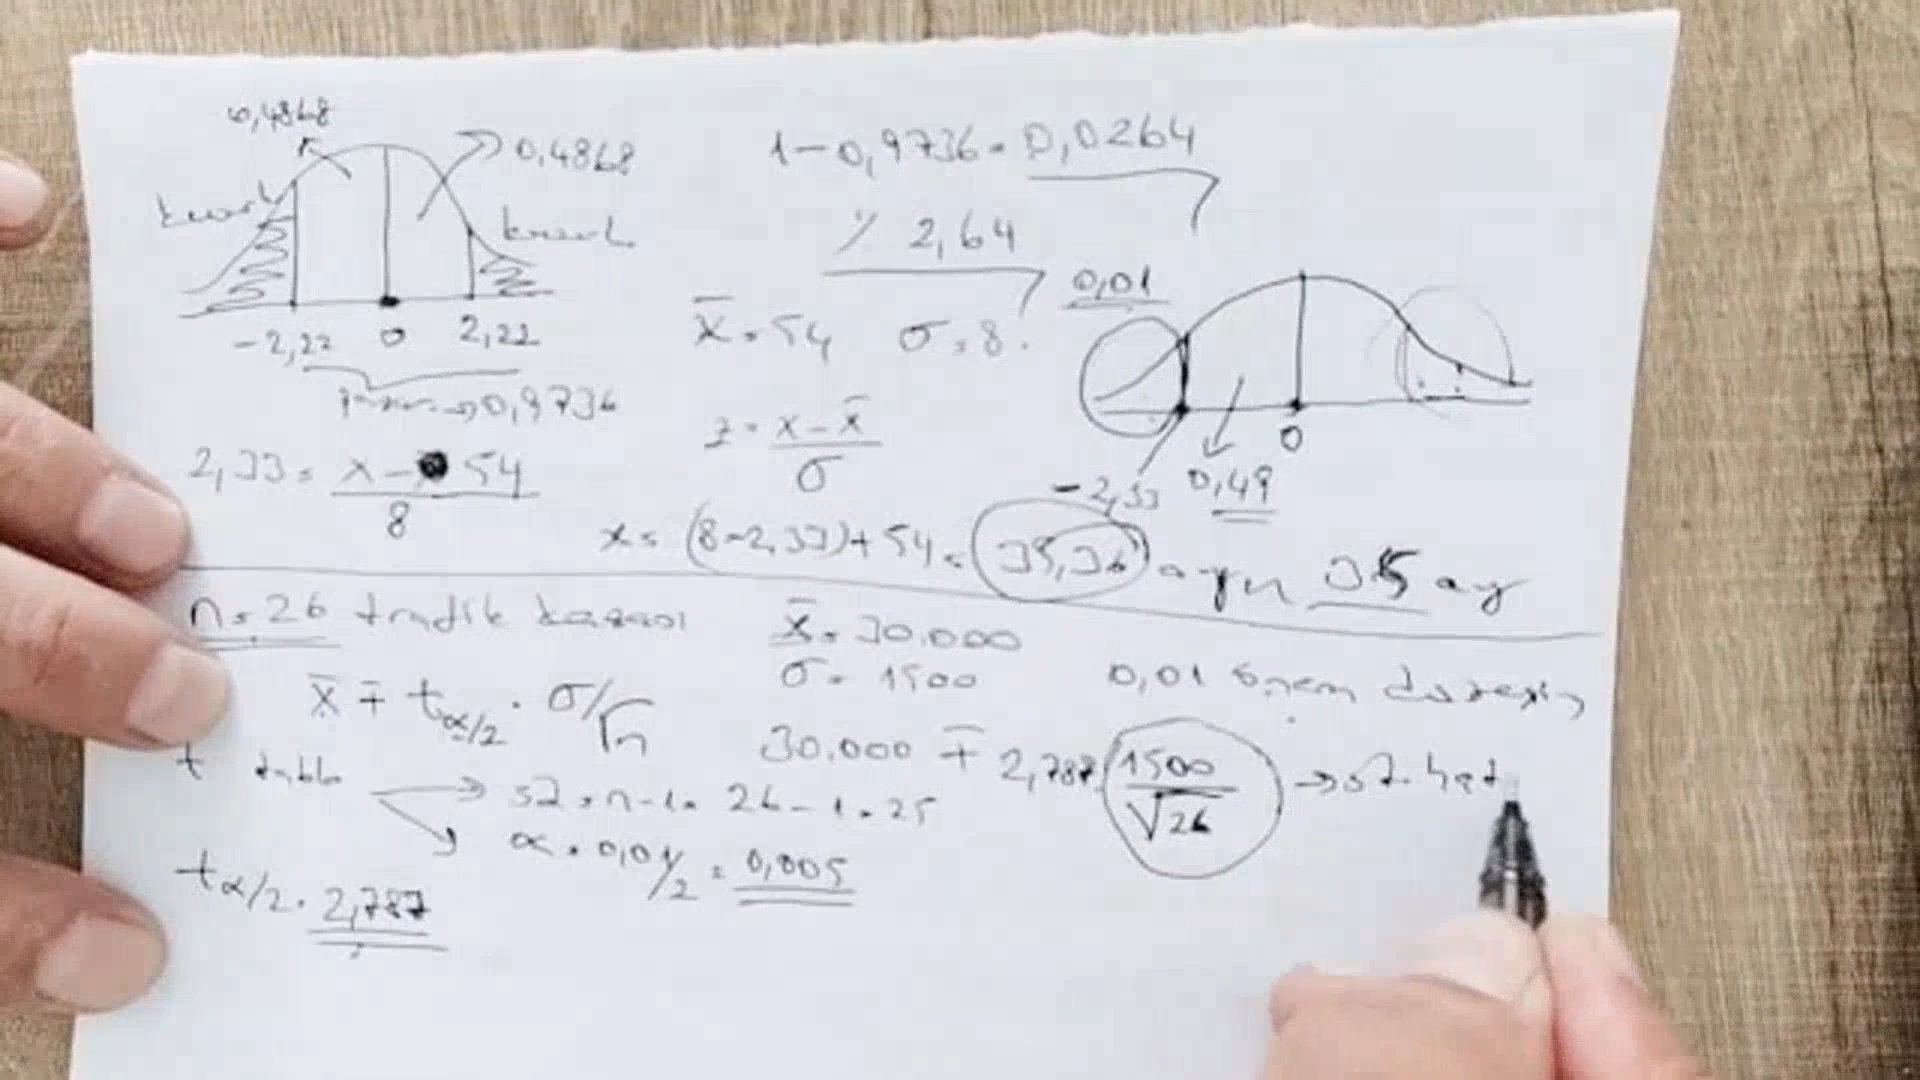 0,4868
0,4868
-2,22 0 2,22
→0,9736
1-0,9736=0,0264
% 2,64
x̄=54 σ=8
0,01
0
-2,33 0,49
2,33=x-54/8
z=x-x̄/σ
x=(8·-2,33)+54=35,36 35 ay
n=26 trafik kazası
x̄=30.000
σ=1500
0,01 önem düzeyin
x̄ ∓ tα/2 · σ/√n
30.000 ∓ 2,787 · 1500/√26 → st. hat
t tablo → sd=n-1=26-1=25
α=0,01/2=0,005
tα/2=2,787